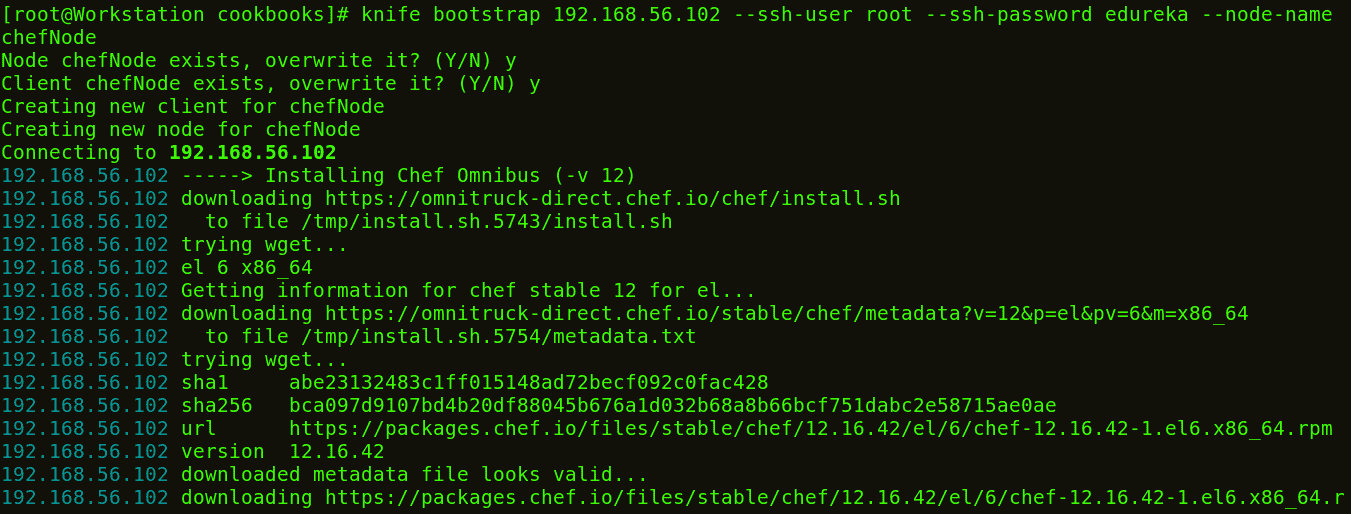 [root@Workstation cookbooks]# knife bootstrap 192.168.56.102 --ssh-user root --ssh-password edureka --node-name
chefNode
Node chefNode exists, overwrite it? (Y/N) y
Client chefNode exists, overwrite it? (Y/N) y
Creating new client for chefNode
Creating new node for chefNode
Connecting to 192.168.56.102
192.168.56.102 -----> Installing Chef Omnibus (-v 12)
192.168.56.102 downloading https://omnitruck-direct.chef.io/chef/install.sh
192.168.56.102   to file /tmp/install.sh.5743/install.sh
192.168.56.102 trying wget...
192.168.56.102 el 6 x86_64
192.168.56.102 Getting information for chef stable 12 for el...
192.168.56.102 downloading https://omnitruck-direct.chef.io/stable/chef/metadata?v=12&p=el&pv=6&m=x86_64
192.168.56.102   to file /tmp/install.sh.5754/metadata.txt
192.168.56.102 trying wget...
192.168.56.102 sha1     abe23132483c1ff015148ad72becf092c0fac428
192.168.56.102 sha256   bca097d9107bd4b20df88045b676a1d032b68a8b66bcf751dabc2e58715ae0ae
192.168.56.102 url      https://packages.chef.io/files/stable/chef/12.16.42/el/6/chef-12.16.42-1.el6.x86_64.rpm
192.168.56.102 version  12.16.42
192.168.56.102 downloaded metadata file looks valid...
192.168.56.102 downloading https://packages.chef.io/files/stable/chef/12.16.42/el/6/chef-12.16.42-1.el6.x86_64.r